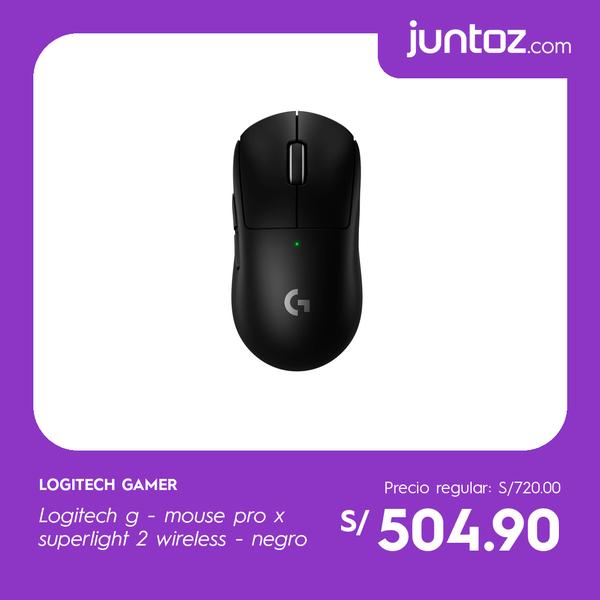 juntoz.com
G
LOGITECH GAMER
Logitech g - mouse pro x
superlight 2 wireless - negro
Precio regular: S/720.00
S/ 504.90